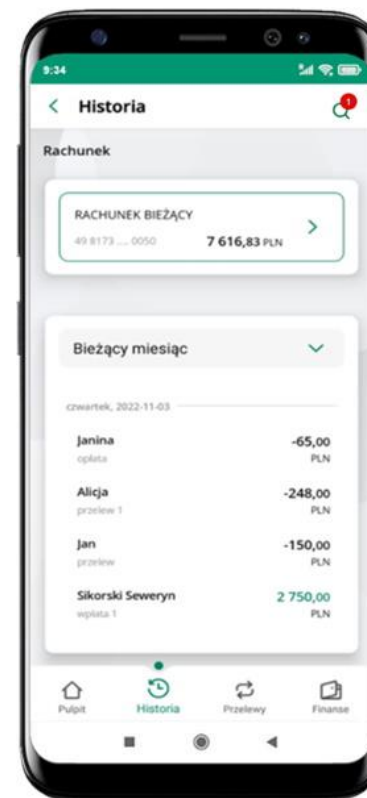 9:34
Historia
1
Rachunek
RACHUNEK BIEŻĄCY
49 8173 .... 0050 7 616,83 PLN
Bieżący miesiąc
czwartek, 2022-11-03
Janina -65,00
opłata PLN
Alicja -248,00
przelew 1 PLN
Jan -150,00
przelew PLN
Sikorski Seweryn 2 750,00
wpłata 1 PLN
Pulpit Historia Przelewy Finanse